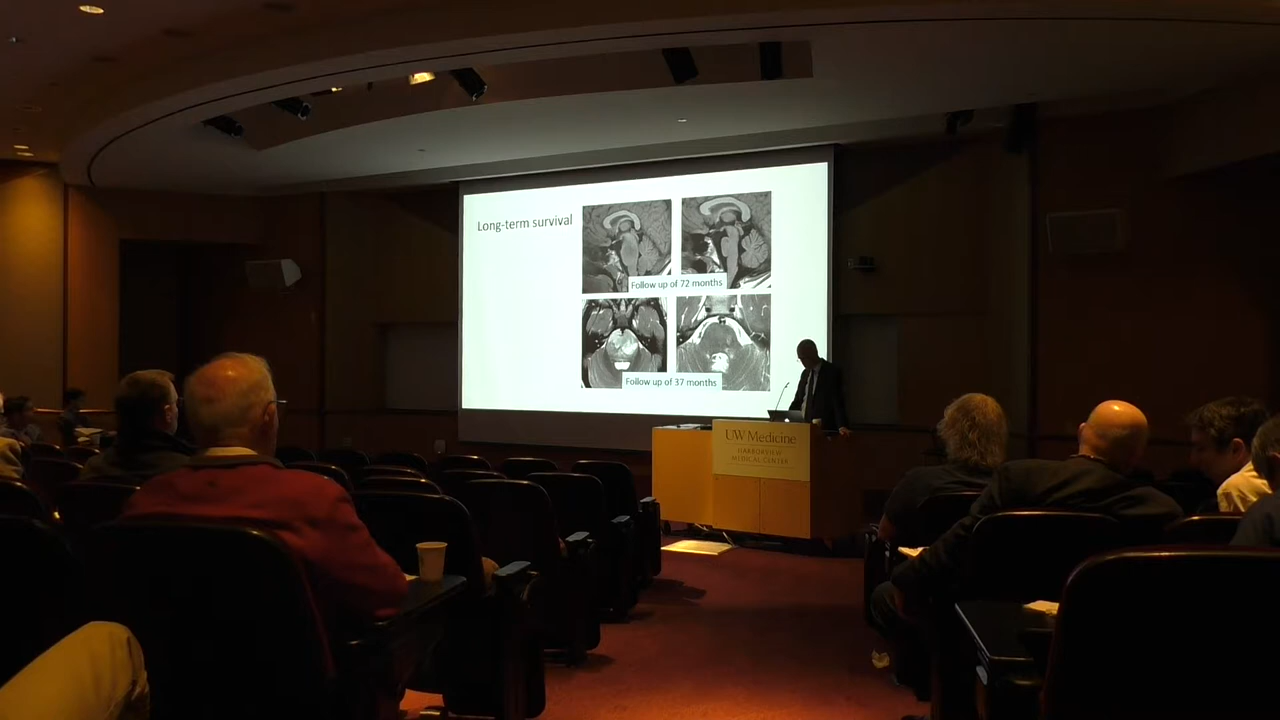 Long-term survival
Follow up of 72 months
Follow up of 37 months
UW Medicine
HARBORVIEW
MEDICAL CENTER